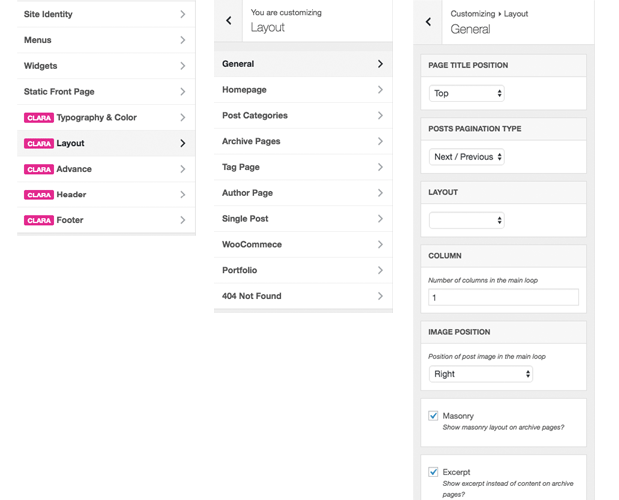 Site Identity
Menus
Widgets
Static Front Page
CLARA Typography & Color
CLARA Layout
CLARA Advance
CLARA Header
CLARA Footer
You are customizing
Layout
General
Homepage
Post Categories
Archive Pages
Tag Page
Author Page
Single Post
WooCommece
Portfolio
404 Not Found
Customizing ▸ Layout
General
PAGE TITLE POSITION
Top
POSTS PAGINATION TYPE
Next / Previous
LAYOUT
COLUMN
Number of columns in the main loop
1
IMAGE POSITION
Position of post image in the main loop
Right
Masonry
Show masonry layout on archive pages?
Excerpt
Show excerpt instead of content on archive
pages?